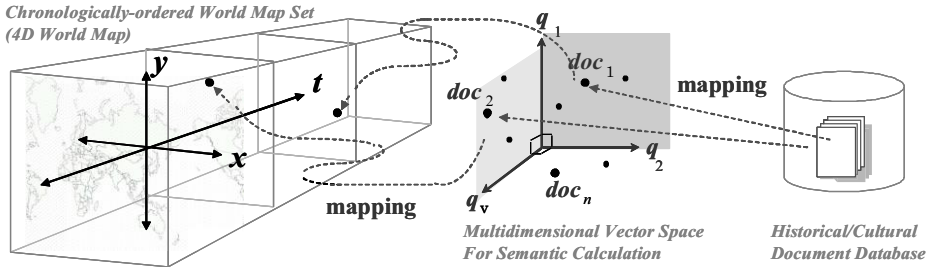 Chronologically-ordered World Map Set
(4D World Map)
y
t
x
mapping
q1
doc1
doc2
q2
docn
qv
mapping
Multidimensional Vector Space
For Semantic Calculation
Historical/Cultural
Document Database